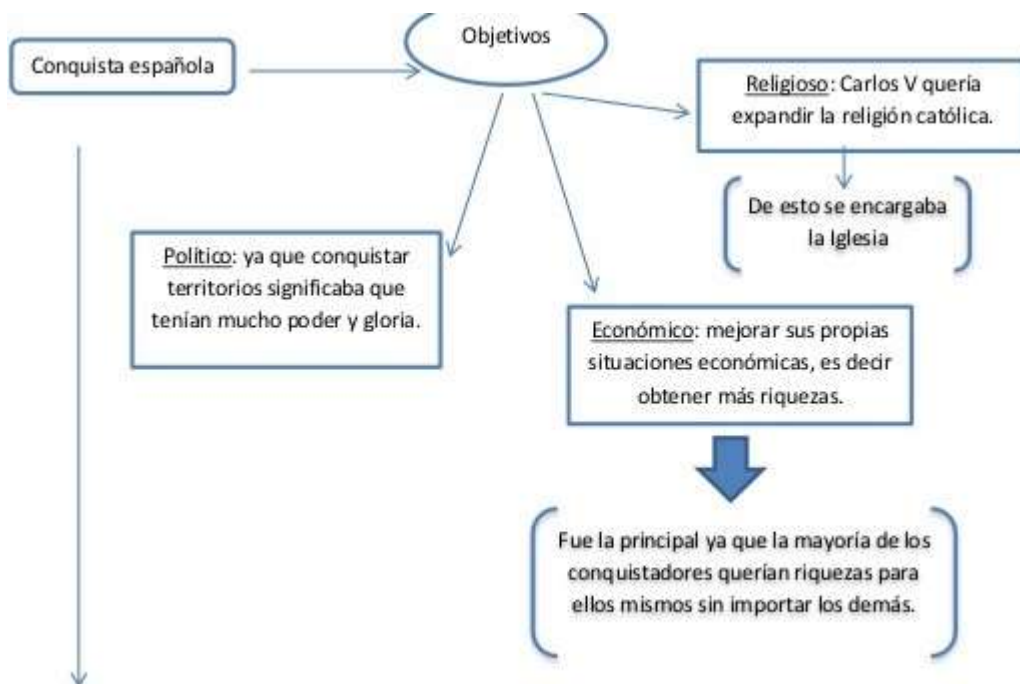 Objetivos
Conquista española
Religioso: Carlos V quería
expandir la religión católica.
De esto se encargaba
la Iglesia
Político: ya que conquistar
territorios significaba que
tenían mucho poder y gloria.
Económico: mejorar sus propias
situaciones económicas, es decir
obtener más riquezas.
Fue la principal ya que la mayoría de los
conquistadores querían riquezas para
ellos mismos sin importar los demás.